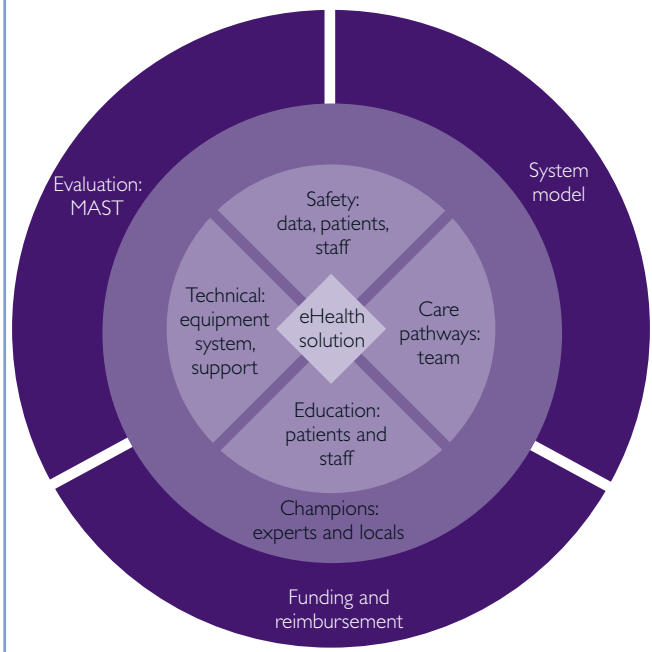 Evaluation:
MAST
System
model
Safety:
data, patients,
staff
Technical:
equipment
system,
support
eHealth
solution
Care
pathways:
team
Education:
patients and
staff
Champions:
experts and locals
Funding and
reimbursement